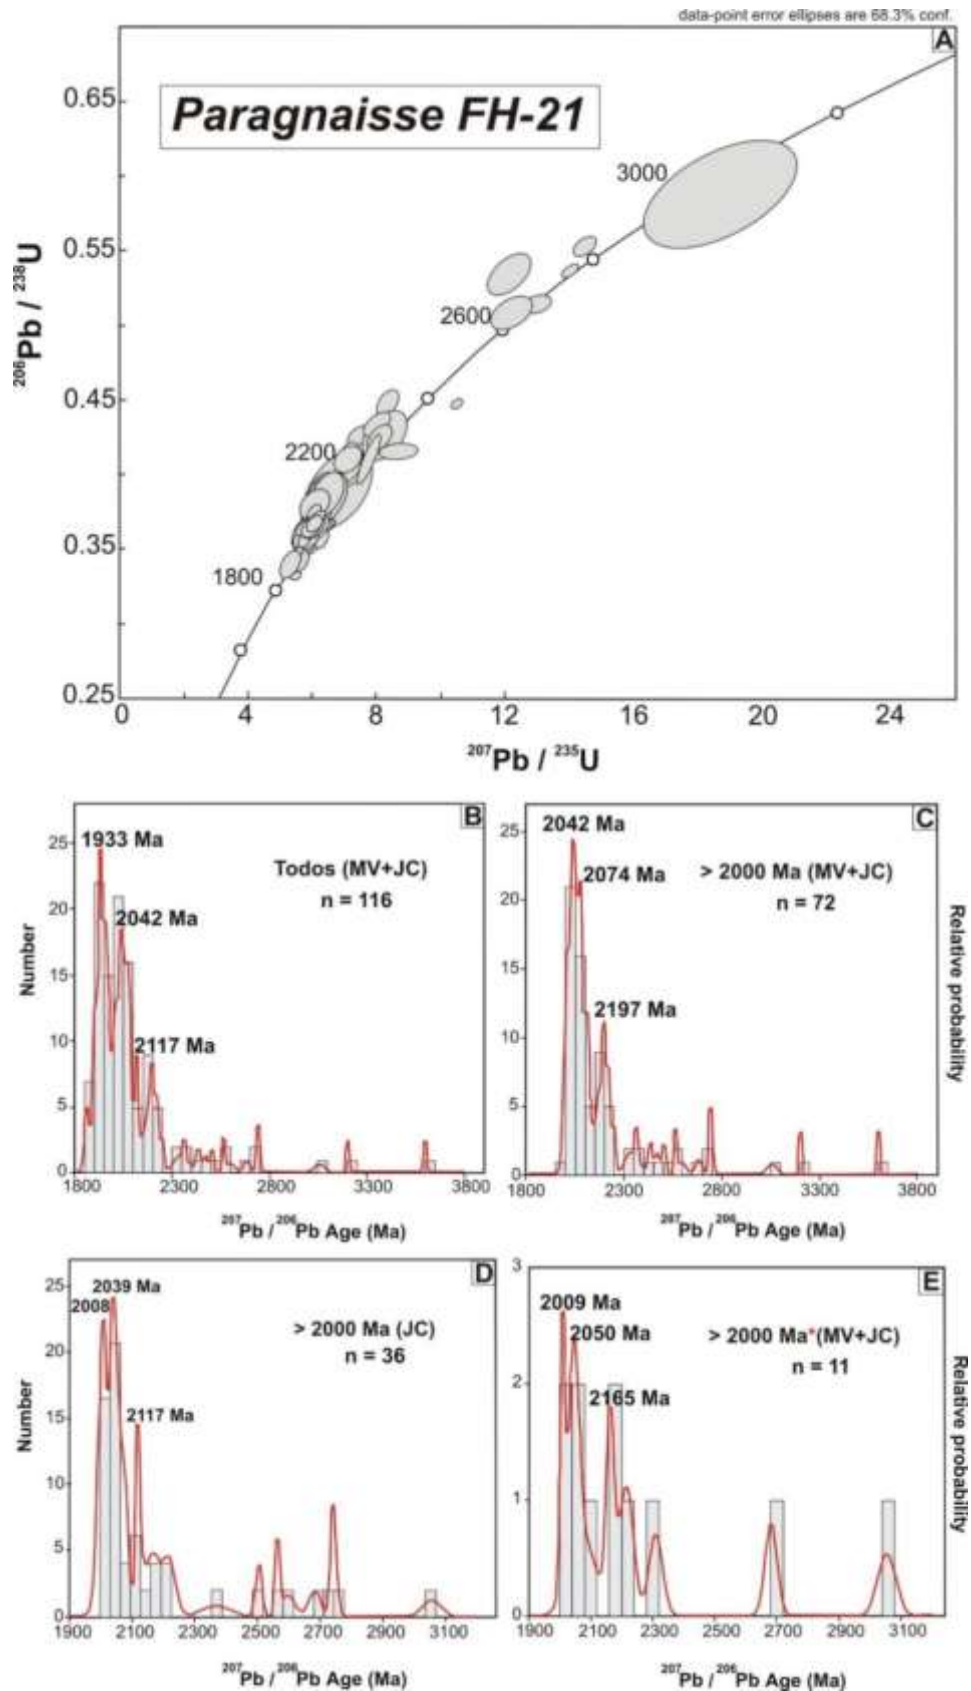 data-point error ellipses are 68.3% conf.
A
Paragnaisse FH-21
0.65
0.55
0.45
0.35
0.25
3000
2600
2200
1800
0 4 8 12 16 20 24
206Pb / 238U
207Pb / 235U
B
1933 Ma
2042 Ma
2117 Ma
Todos (MV+JC)
n = 116
25
20
15
10
5
0
Number
1800 2300 2800 3300 3800
207Pb / 206Pb Age (Ma)
C
2042 Ma
2074 Ma
2197 Ma
> 2000 Ma (MV+JC)
n = 72
25
20
15
10
5
0
Relative probability
1800 2300 2800 3300 3800
207Pb / 206Pb Age (Ma)
D
2039 Ma
2008
2117 Ma
> 2000 Ma (JC)
n = 36
25
20
15
10
5
0
Number
1900 2100 2300 2500 2700 2900 3100
207Pb / 206Pb Age (Ma)
E
2009 Ma
2050 Ma
2165 Ma
> 2000 Ma*(MV+JC)
n = 11
3
2
1
0
Relative probability
1900 2100 2300 2500 2700 2900 3100
207Pb / 206Pb Age (Ma)